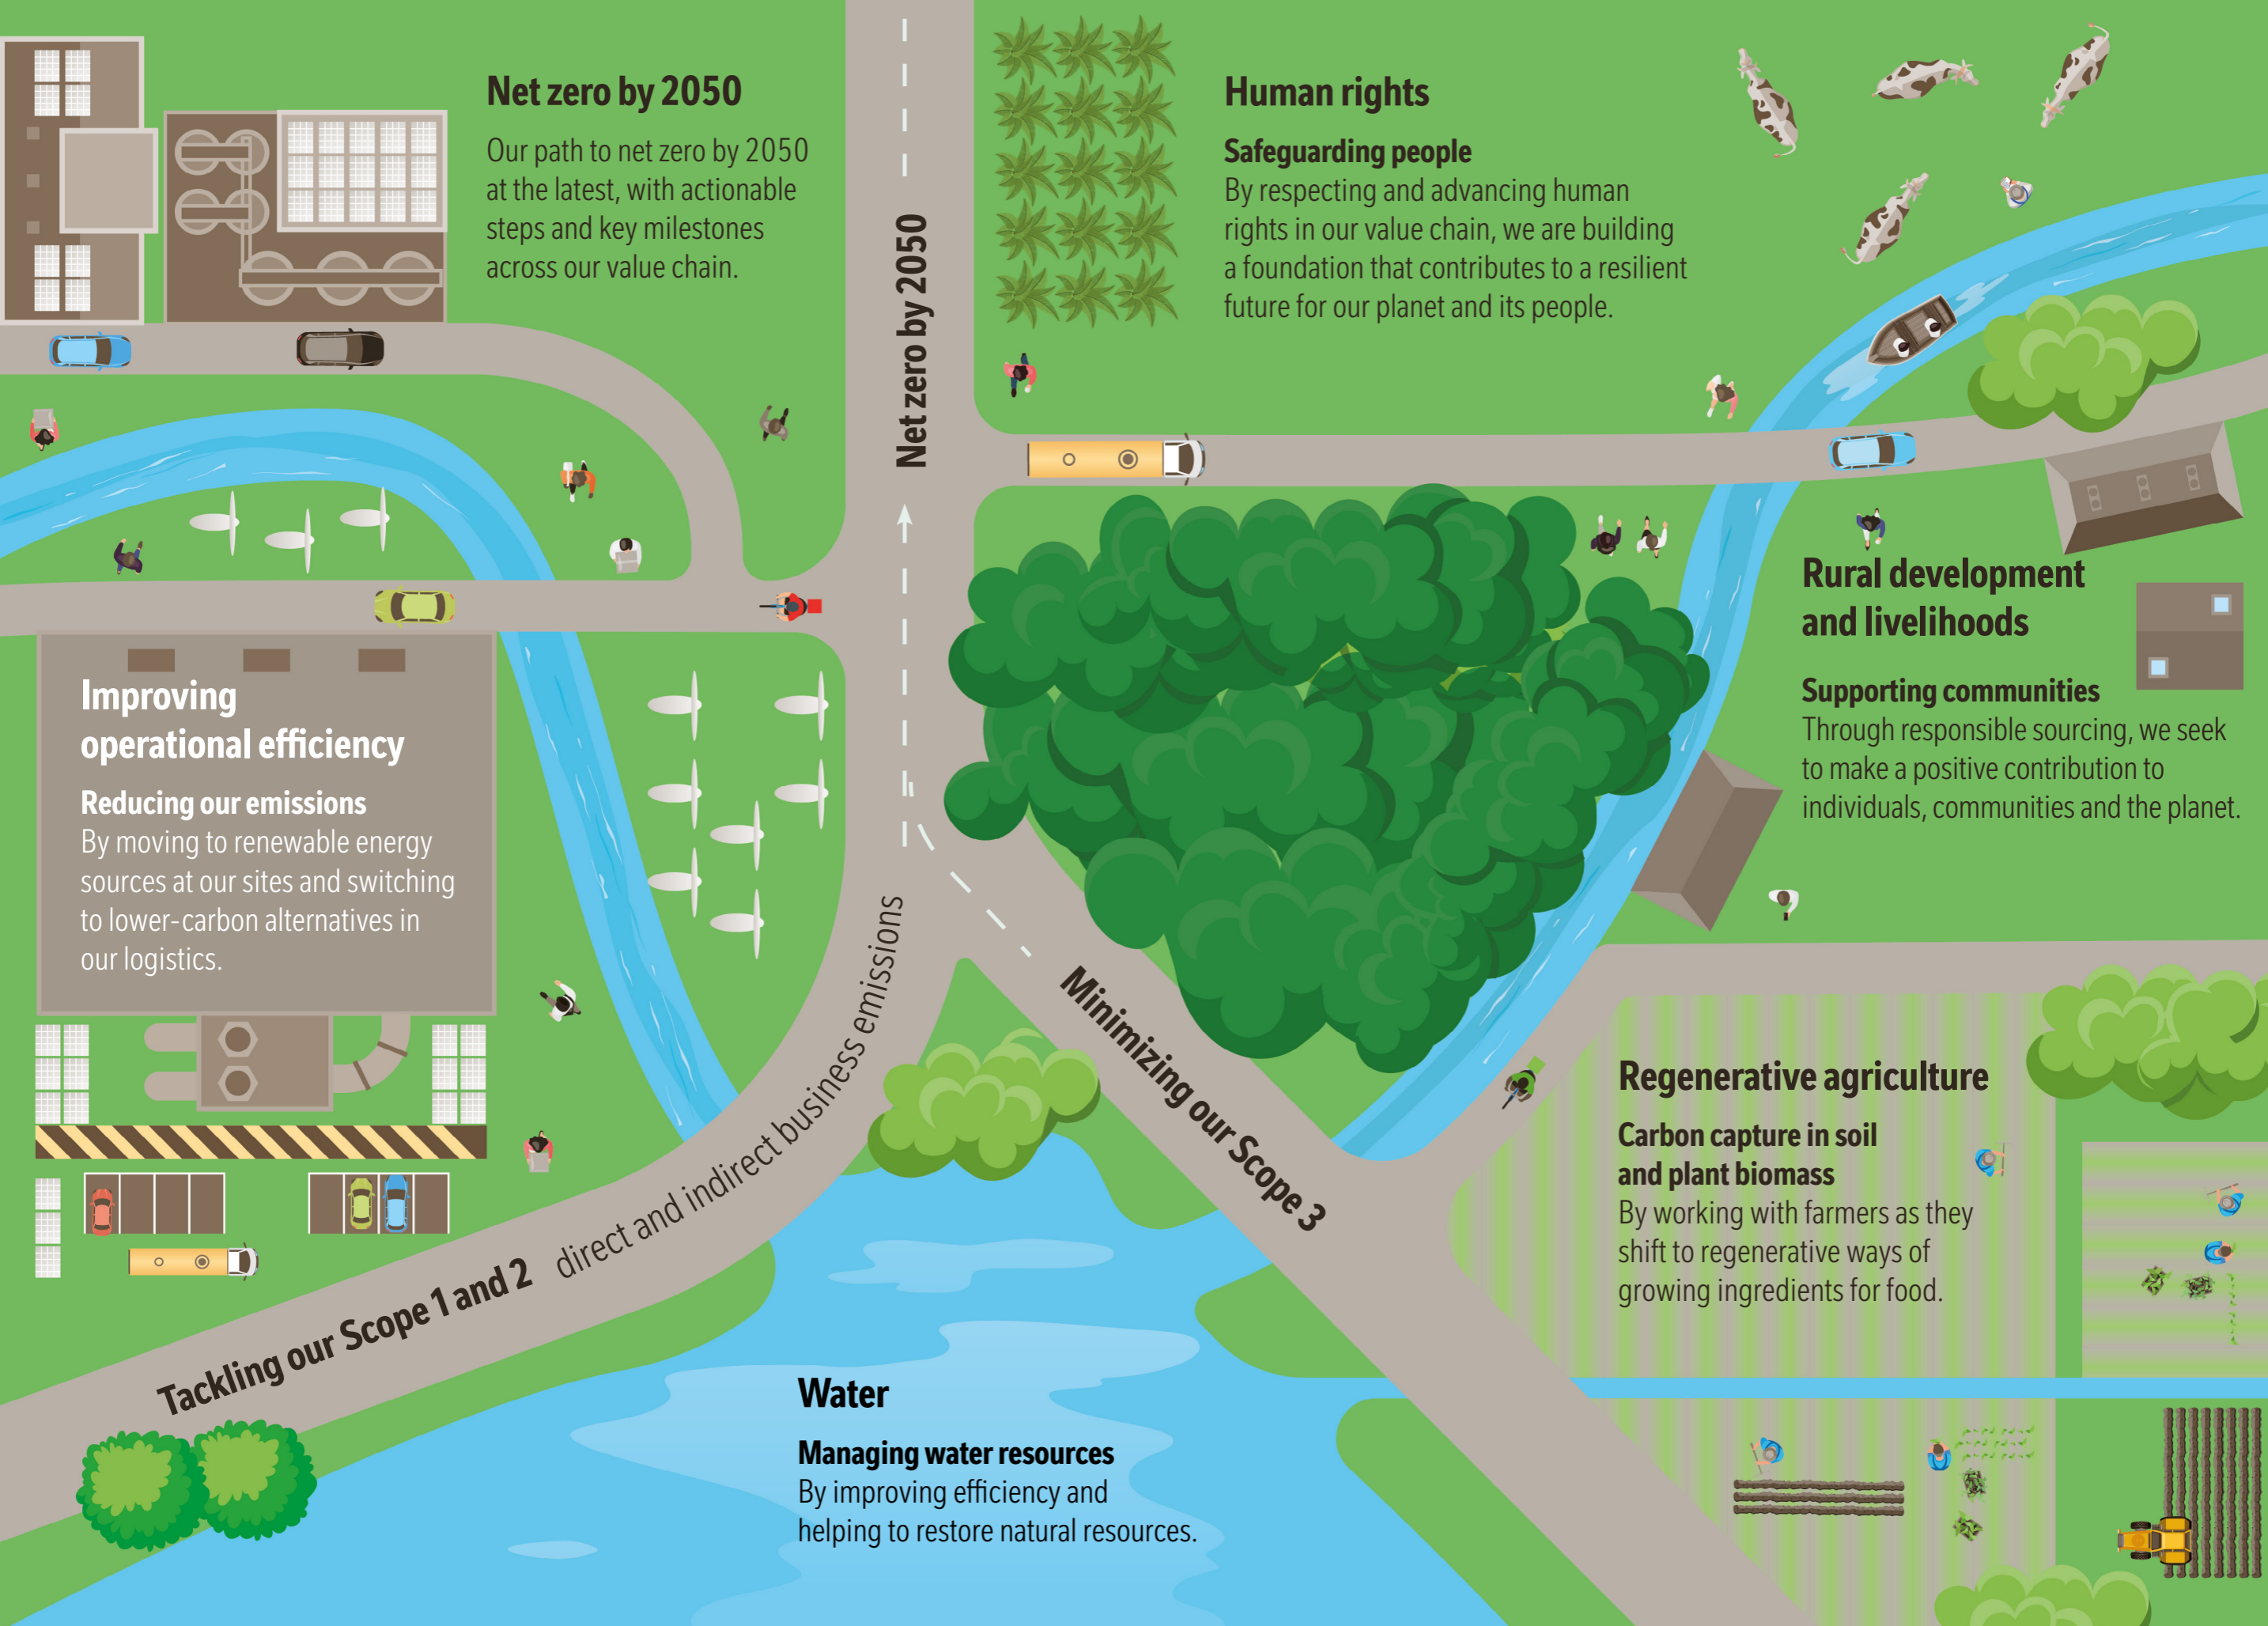 Net zero by 2050
Our path to net zero by 2050
at the latest, with actionable
steps and key milestones
across our value chain.
Net zero by 2050
Human rights
Safeguarding people
By respecting and advancing human
rights in our value chain, we are building
a foundation that contributes to a resilient
future for our planet and its people.
Rural development
and livelihoods
Supporting communities
Through responsible sourcing, we seek
to make a positive contribution to
individuals, communities and the planet.
Improving
operational efficiency
Reducing our emissions
By moving to renewable energy
sources at our sites and switching
to lower-carbon alternatives in
our logistics.
Tackling our Scope 1 and 2 direct and indirect business emissions
Minimizing our Scope 3
Regenerative agriculture
Carbon capture in soil
and plant biomass
By working with farmers as they
shift to regenerative ways of
growing ingredients for food.
Water
Managing water resources
By improving efficiency and
helping to restore natural resources.